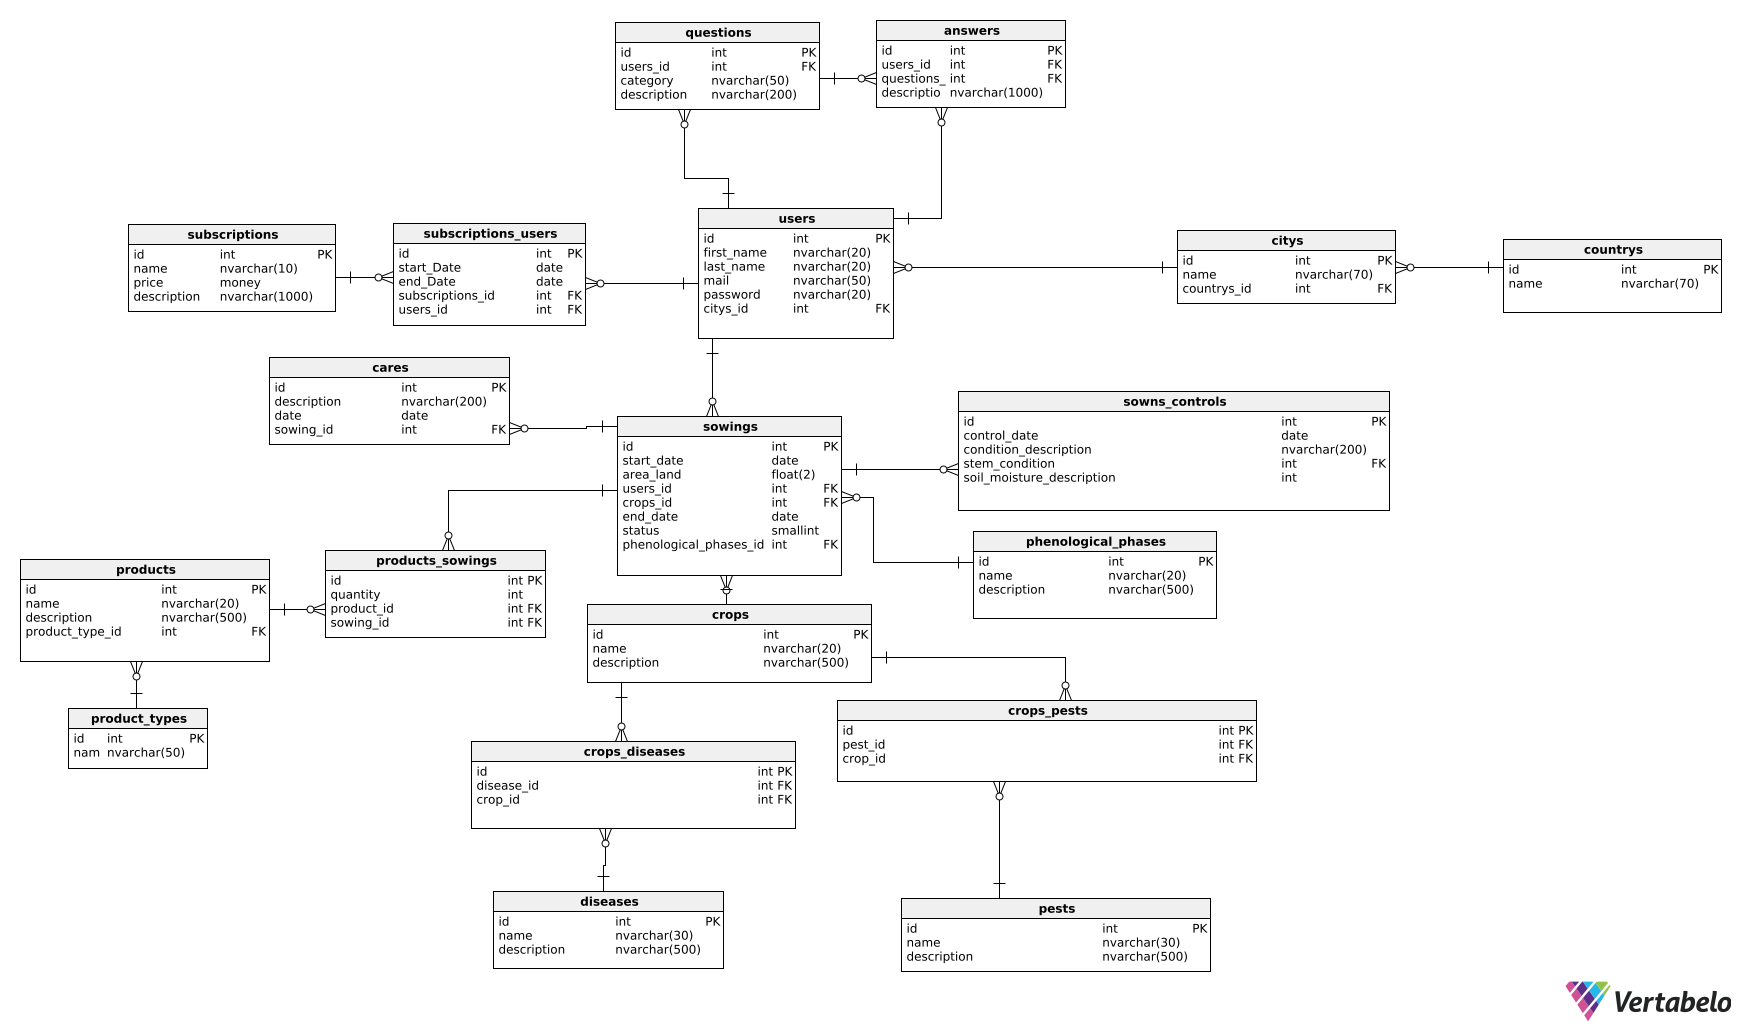 questions
id int PK
users_id int FK
category nvarchar(50)
description nvarchar(200)
answers
id int PK
users_id int FK
questions_ int FK
descriptio nvarchar(1000)
subscriptions
id int PK
name nvarchar(10)
price money
description nvarchar(1000)
subscriptions_users
id int PK
start_Date date
end_Date date
subscriptions_id int FK
users_id int FK
users
id int PK
first_name nvarchar(20)
last_name nvarchar(20)
mail nvarchar(50)
password nvarchar(20)
citys_id int FK
citys
id int PK
name nvarchar(70)
countrys_id int FK
countrys
id int PK
name nvarchar(70)
cares
id int PK
description nvarchar(200)
date date
sowing_id int FK
sowings
id int PK
start_date date
area_land float(2)
users_id int FK
crops_id int FK
end_date date
status smallint
phenological_phases_id int FK
sowns_controls
id int PK
control_date date
condition_description nvarchar(200)
stem_condition int FK
soil_moisture_description int
phenological_phases
id int PK
name nvarchar(20)
description nvarchar(500)
products
id int PK
name nvarchar(20)
description nvarchar(500)
product_type_id int FK
products_sowings
id int PK
quantity int
product_id int FK
sowing_id int FK
crops
id int PK
name nvarchar(20)
description nvarchar(500)
product_types
id int PK
nam nvarchar(50)
crops_diseases
id int PK
disease_id int FK
crop_id int FK
crops_pests
id int PK
pest_id int FK
crop_id int FK
diseases
id int PK
name nvarchar(30)
description nvarchar(500)
pests
id int PK
name nvarchar(30)
description nvarchar(500)
Vertabelo